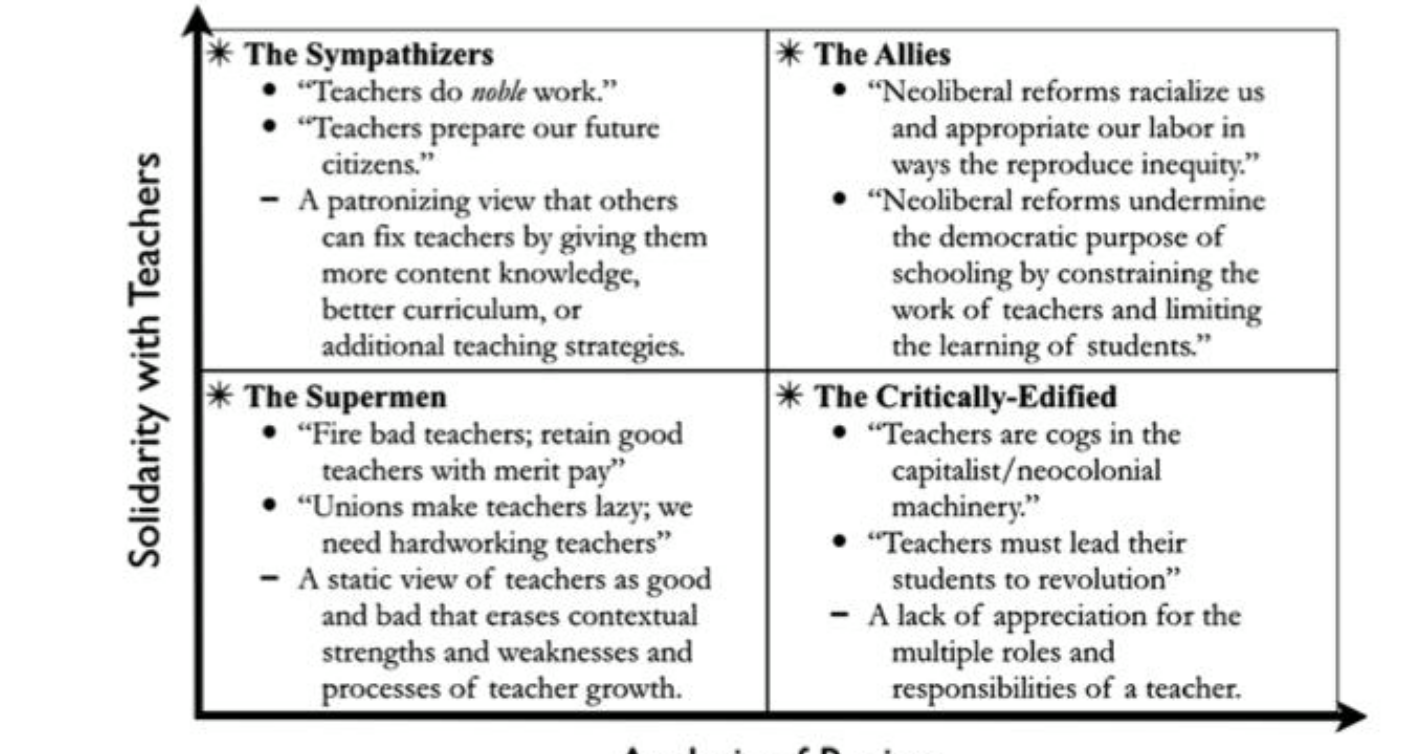 Solidarity with Teachers
✴ The Sympathizers
• “Teachers do noble work.”
• “Teachers prepare our future
citizens.”
– A patronizing view that others
can fix teachers by giving them
more content knowledge,
better curriculum, or
additional teaching strategies.
✴ The Allies
• “Neoliberal reforms racialize us
and appropriate our labor in
ways the reproduce inequity.”
• “Neoliberal reforms undermine
the democratic purpose of
schooling by constraining the
work of teachers and limiting
the learning of students.”
✴ The Supermen
• “Fire bad teachers; retain good
teachers with merit pay”
• “Unions make teachers lazy; we
need hardworking teachers”
– A static view of teachers as good
and bad that erases contextual
strengths and weaknesses and
processes of teacher growth.
✴ The Critically-Edified
• “Teachers are cogs in the
capitalist/neocolonial
machinery.”
• “Teachers must lead their
students to revolution”
– A lack of appreciation for the
multiple roles and
responsibilities of a teacher.